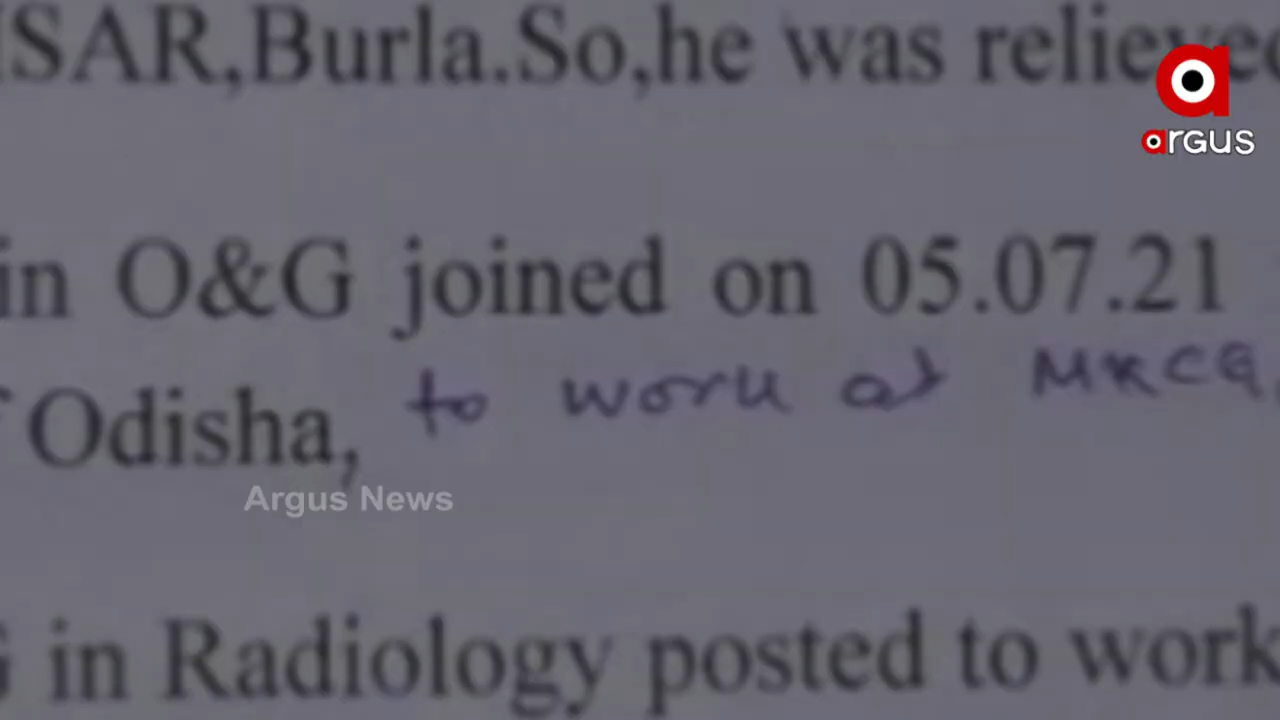 ISAR,Burla.So,he was relieved
argus
in O&G joined on 05.07.21
Odisha, to work at MKCG,
Argus News
in Radiology posted to work